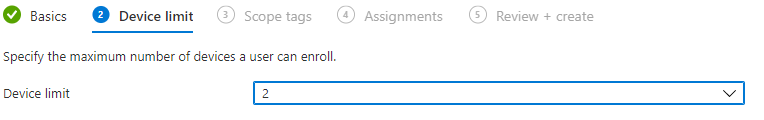 Basics 2 Device limit 3 Scope tags 4 Assignments 5 Review + create
Specify the maximum number of devices a user can enroll.
Device limit 2